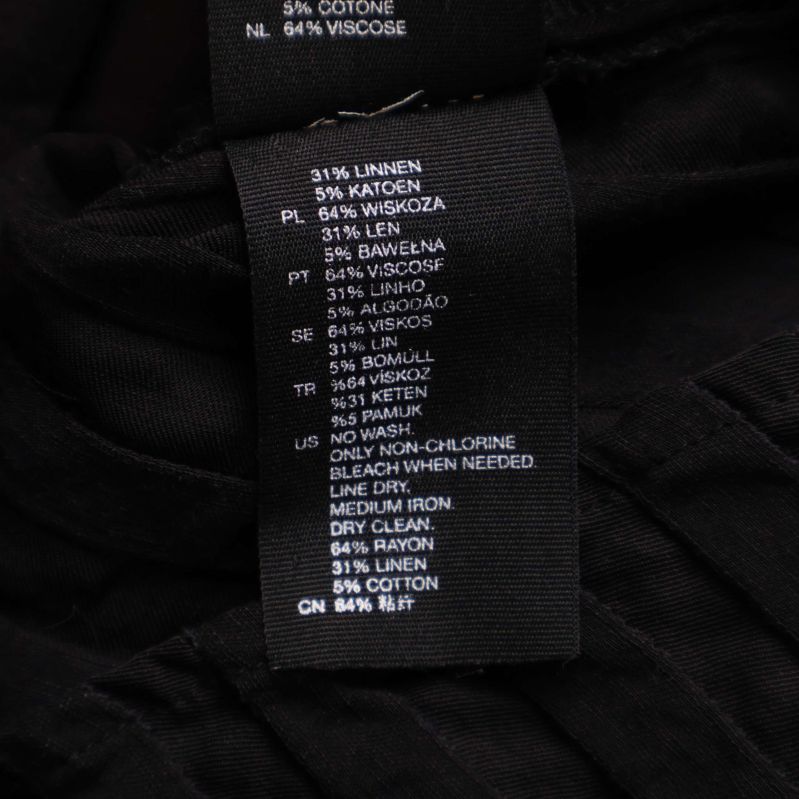 5% COTONE
NL 64% VISCOSE
31% LINNEN
5% KATOEN
PL 64% WISKOZA
31% LEN
5% BAWEŁNA
PT 64% VISCOSE
31% LINHO
5% ALGODÃO
SE 64% VISKOS
31% LIN
5% BOMULL
TR %64 VİSKOZ
%31 KETEN
%5 PAMUK
US NO WASH.
ONLY NON-CHLORINE
BLEACH WHEN NEEDED.
LINE DRY.
MEDIUM IRON.
DRY CLEAN.
64% RAYON
31% LINEN
5% COTTON
CN 64% 粘纤